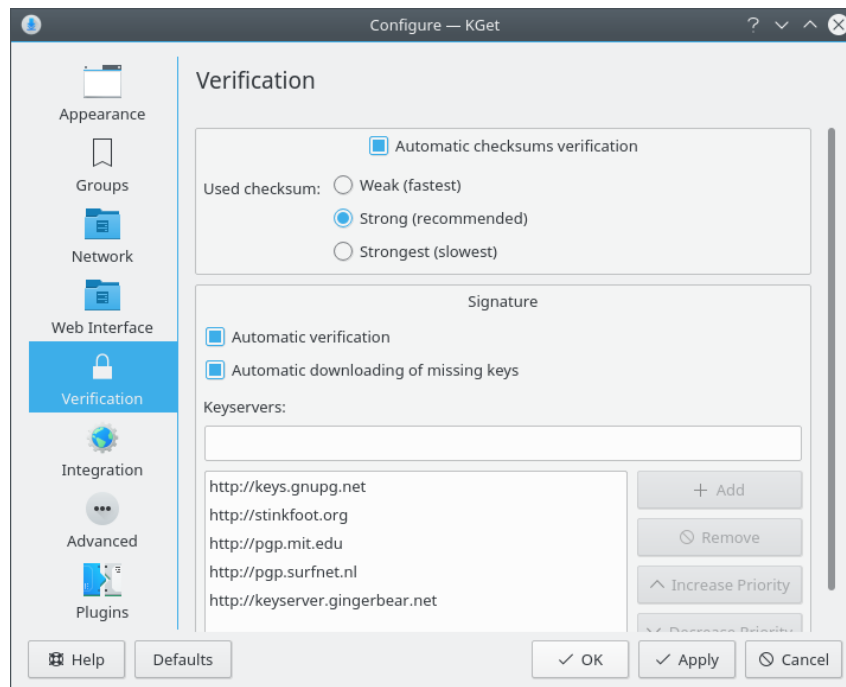 Configure — KGet
Appearance
Groups
Network
Web Interface
Verification
Integration
Advanced
Plugins
Verification
Automatic checksums verification
Used checksum:
Weak (fastest)
Strong (recommended)
Strongest (slowest)
Signature
Automatic verification
Automatic downloading of missing keys
Keyservers:
http://keys.gnupg.net
http://stinkfoot.org
http://pgp.mit.edu
http://pgp.surfnet.nl
http://keyserver.gingerbear.net
Add
Remove
Increase Priority
Decrease Priority
Help
Defaults
OK
Apply
Cancel